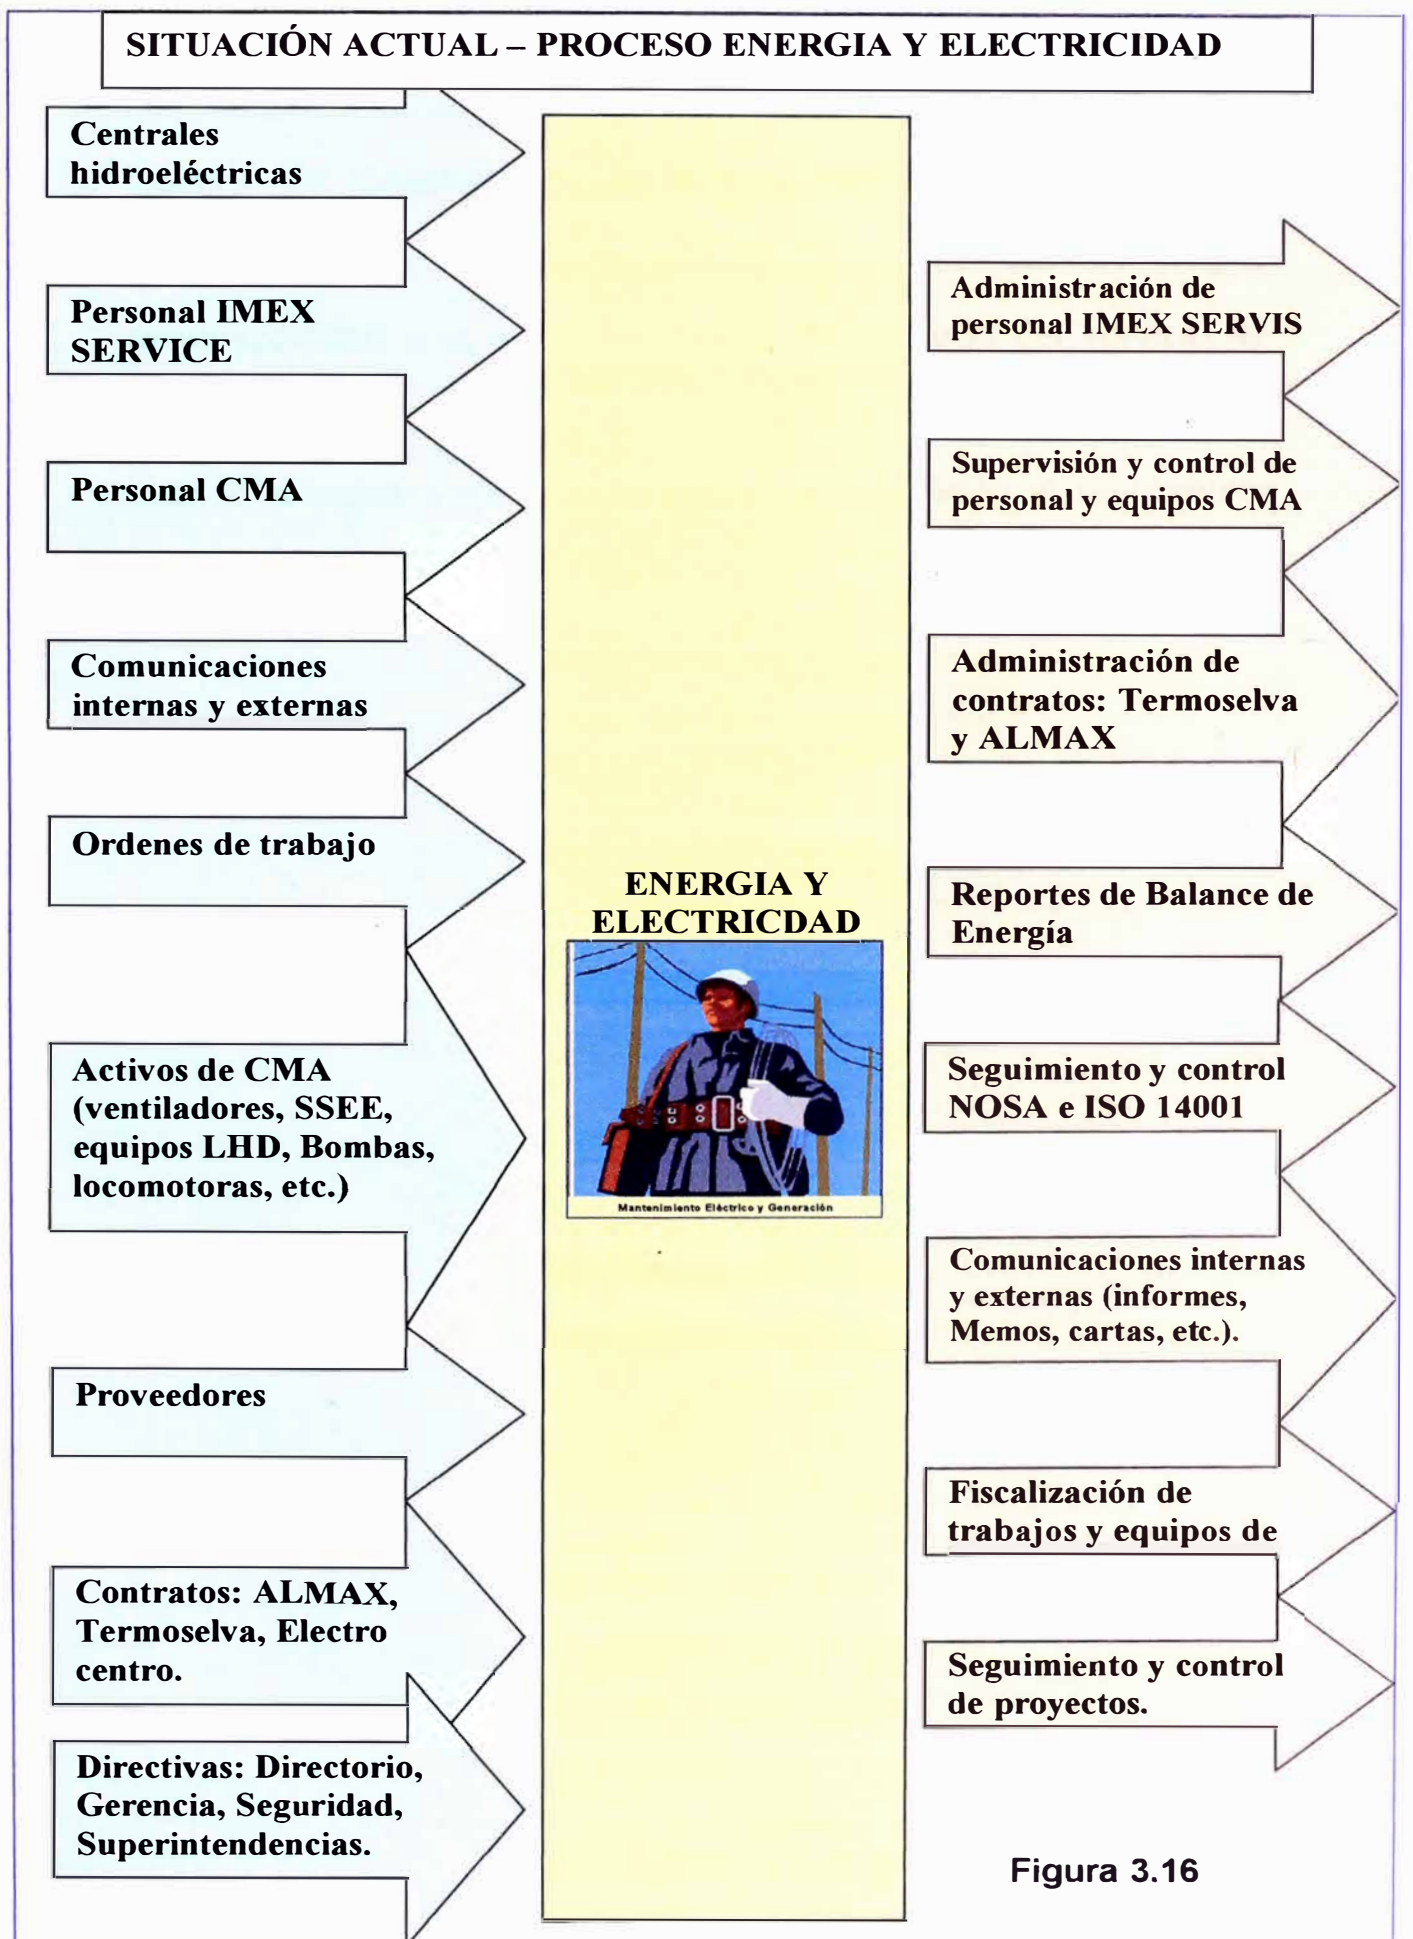 SITUACIÓN ACTUAL – PROCESO ENERGIA Y ELECTRICIDAD
Centrales
hidroeléctricas
Personal IMEX
SERVICE
Personal CMA
Comunicaciones
internas y externas
Ordenes de trabajo
Activos de CMA
(ventiladores, SSEE,
equipos LHD, Bombas,
locomotoras, etc.)
Proveedores
Contratos: ALMAX,
Termoselva, Electro
centro.
Directivas: Directorio,
Gerencia, Seguridad,
Superintendencias.
ENERGIA Y
ELECTRICDAD
Mantenimiento Eléctrico y Generación
Administración de
personal IMEX SERVIS
Supervisión y control de
personal y equipos CMA
Administración de
contratos: Termoselva
y ALMAX
Reportes de Balance de
Energía
Seguimiento y control
NOSA e ISO 14001
Comunicaciones internas
y externas (informes,
Memos, cartas, etc.).
Fiscalización de
trabajos y equipos de
Seguimiento y control
de proyectos.
Figura 3.16